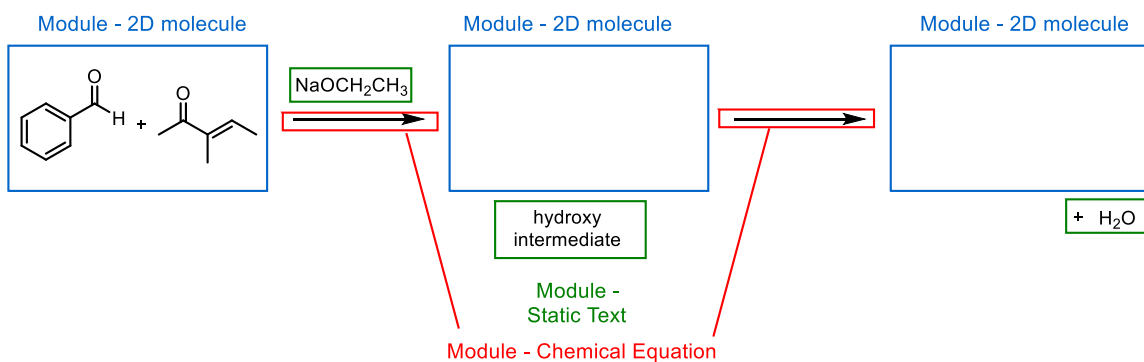 Module - 2D molecule
Module - 2D molecule
Module - 2D molecule
O
H
+
O
NaOCH₂CH₃
hydroxy
intermediate
+ H₂O
Module -
Static Text
Module - Chemical Equation